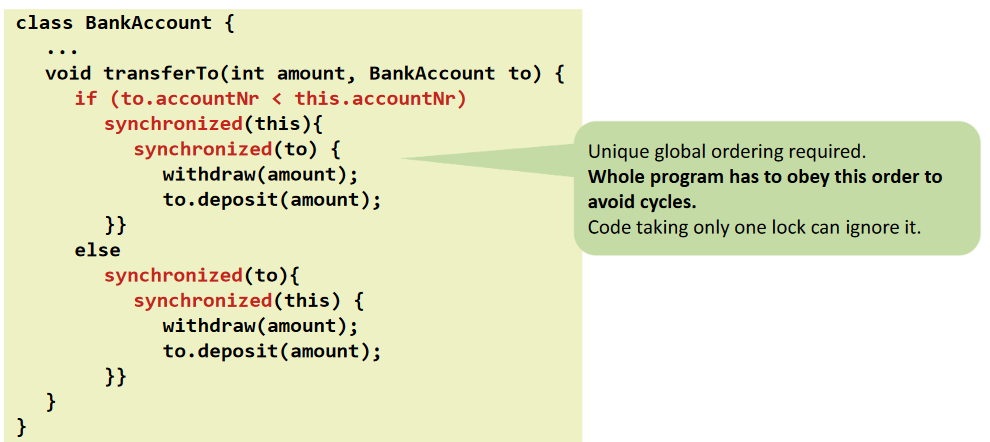 class BankAccount {
...
void transferTo(int amount, BankAccount to) {
if (to.accountNr < this.accountNr)
synchronized(this){
synchronized(to) {
withdraw(amount);
to.deposit(amount);
}}
else
synchronized(to){
synchronized(this) {
withdraw(amount);
to.deposit(amount);
}}
}
}
Unique global ordering required.
Whole program has to obey this order to
avoid cycles.
Code taking only one lock can ignore it.